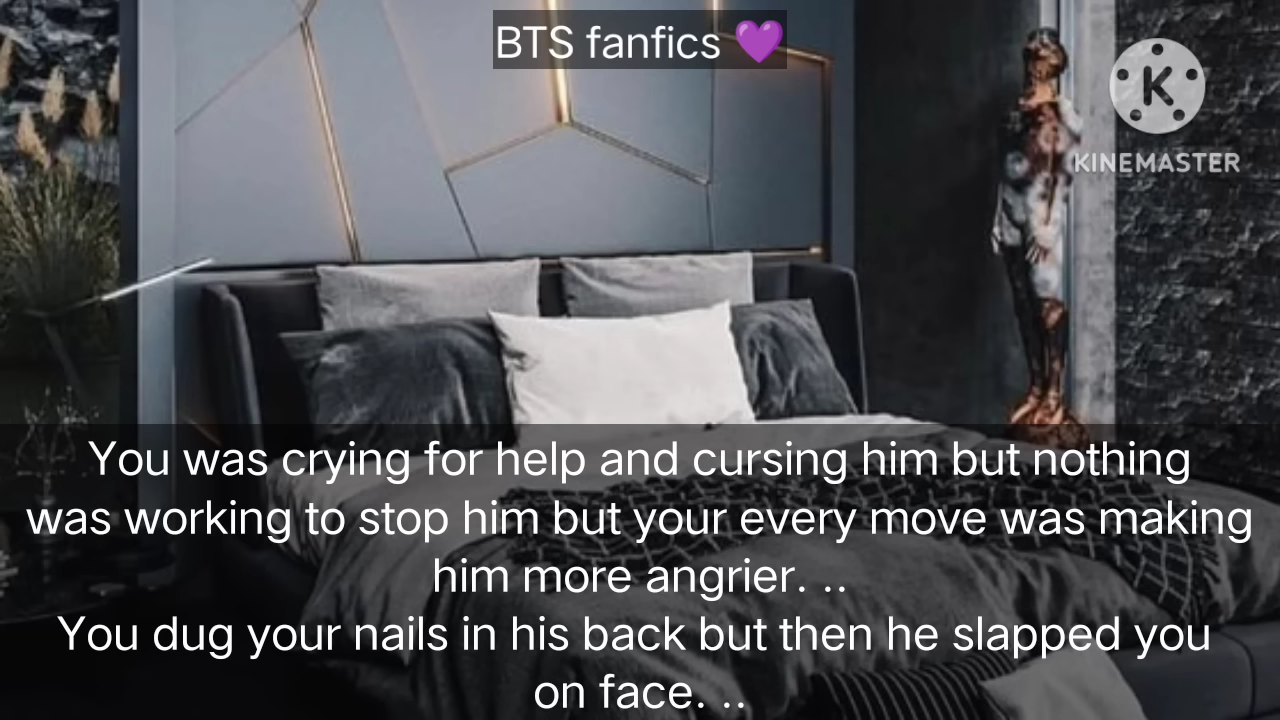 BTS fanfics 💜
K
KINEMASTER
You was crying for help and cursing him but nothing
was working to stop him but your every move was making
him more angrier. ..
You dug your nails in his back but then he slapped you
on face. ..